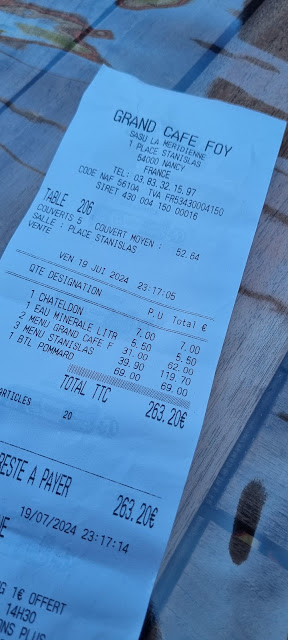 GRAND CAFE FOY
SASU LA MERIDIENNE
1 PLACE STANISLAS
54000 NANCY
FRANCE
TEL: 03.83.32.15.97
CODE NAF 5610A TVA FR53430004150
SIRET 430 004 150 00016
TABLE 206
COUVERTS 5 COUVERT MOYEN : 52.64
SALLE : PLACE STANISLAS
VENTE
VEN 19 JUI 2024 23:17:05
QTE DESIGNATION P.U Total €
1 CHATELDON 7.00 7.00
1 EAU MINERALE LITR 5.50 5.50
2 MENU GRAND CAFE F 31.00 62.00
3 MENU STANISLAS 39.90 119.70
1 BTL POMMARD 69.00 69.00
TOTAL TTC 263.20€
ARTICLES 20
RESTE A PAYER 263.20€
19/07/2024 23:17:14
1€ OFFERT
14H30
PLUS